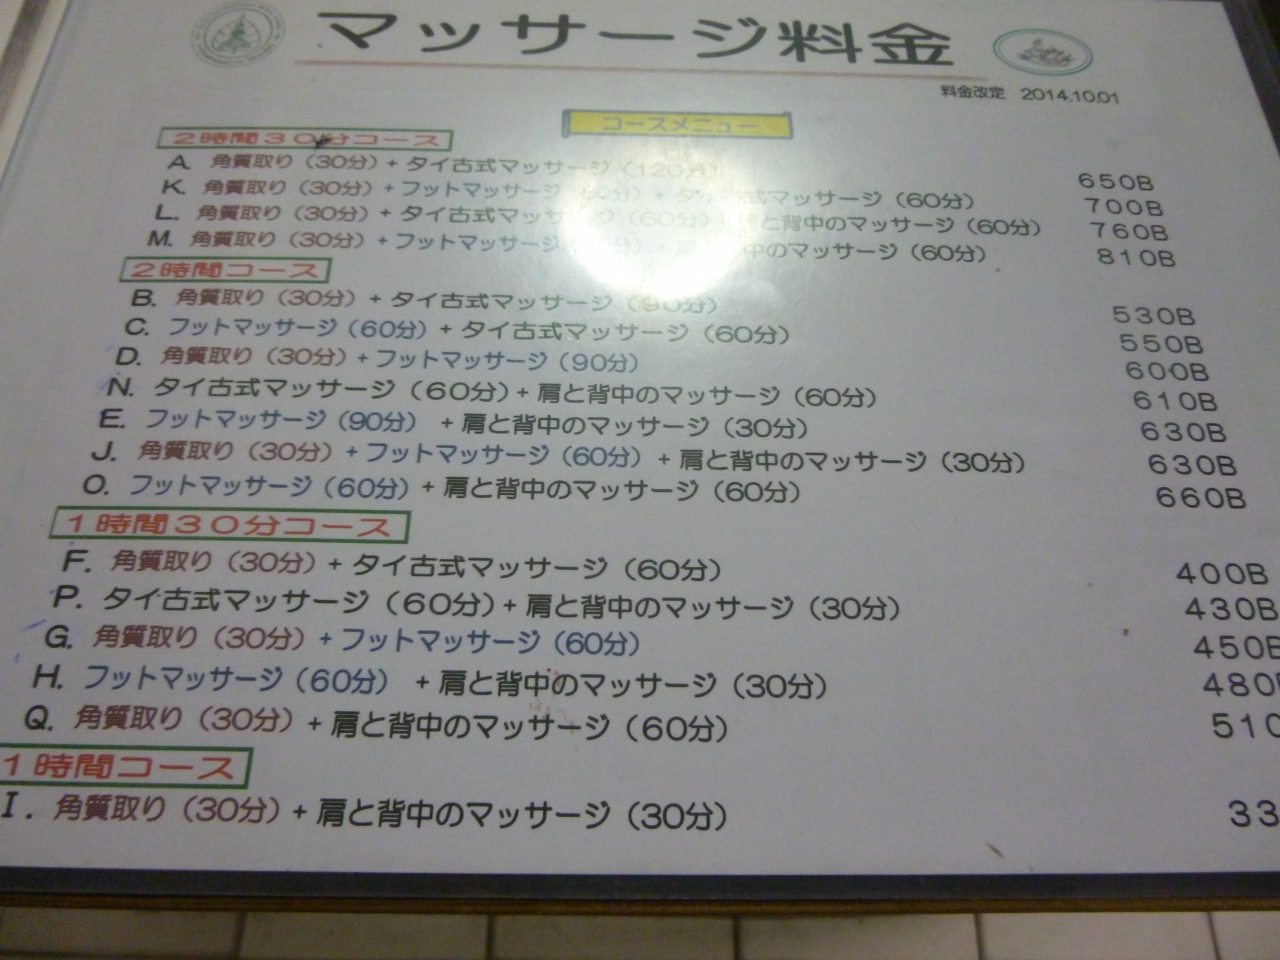 マッサージ料金
料金改定 2014.10.01
コースメニュー
2時間30分コース
A. 角質取り（30分）+ タイ古式マッサージ（120分） 650B
K. 角質取り（30分）+ フットマッサージ + タイ古式マッサージ（60分） 700B
L. 角質取り（30分）+ タイ古式マッサージ（60分）+ 肩と背中のマッサージ（60分） 760B
M. 角質取り（30分）+ フットマッサージ 中のマッサージ（60分） 810B
2時間コース
B. 角質取り（30分）+ タイ古式マッサージ（90分） 530B
C. フットマッサージ（60分）+ タイ古式マッサージ（60分） 550B
D. 角質取り（30分）+ フットマッサージ（90分） 600B
N. タイ古式マッサージ（60分）+ 肩と背中のマッサージ（60分） 610B
E. フットマッサージ（90分）+ 肩と背中のマッサージ（30分） 630B
J. 角質取り（30分）+ フットマッサージ（60分）+ 肩と背中のマッサージ（30分） 630B
O. フットマッサージ（60分）+ 肩と背中のマッサージ（60分） 660B
1時間30分コース
F. 角質取り（30分）+ タイ古式マッサージ（60分） 400B
P. タイ古式マッサージ（60分）+ 肩と背中のマッサージ（30分） 430B
G. 角質取り（30分）+ フットマッサージ（60分） 450B
H. フットマッサージ（60分）+ 肩と背中のマッサージ（30分） 480B
Q. 角質取り（30分）+ 肩と背中のマッサージ（60分） 510
1時間コース
I. 角質取り（30分）+ 肩と背中のマッサージ（30分） 33